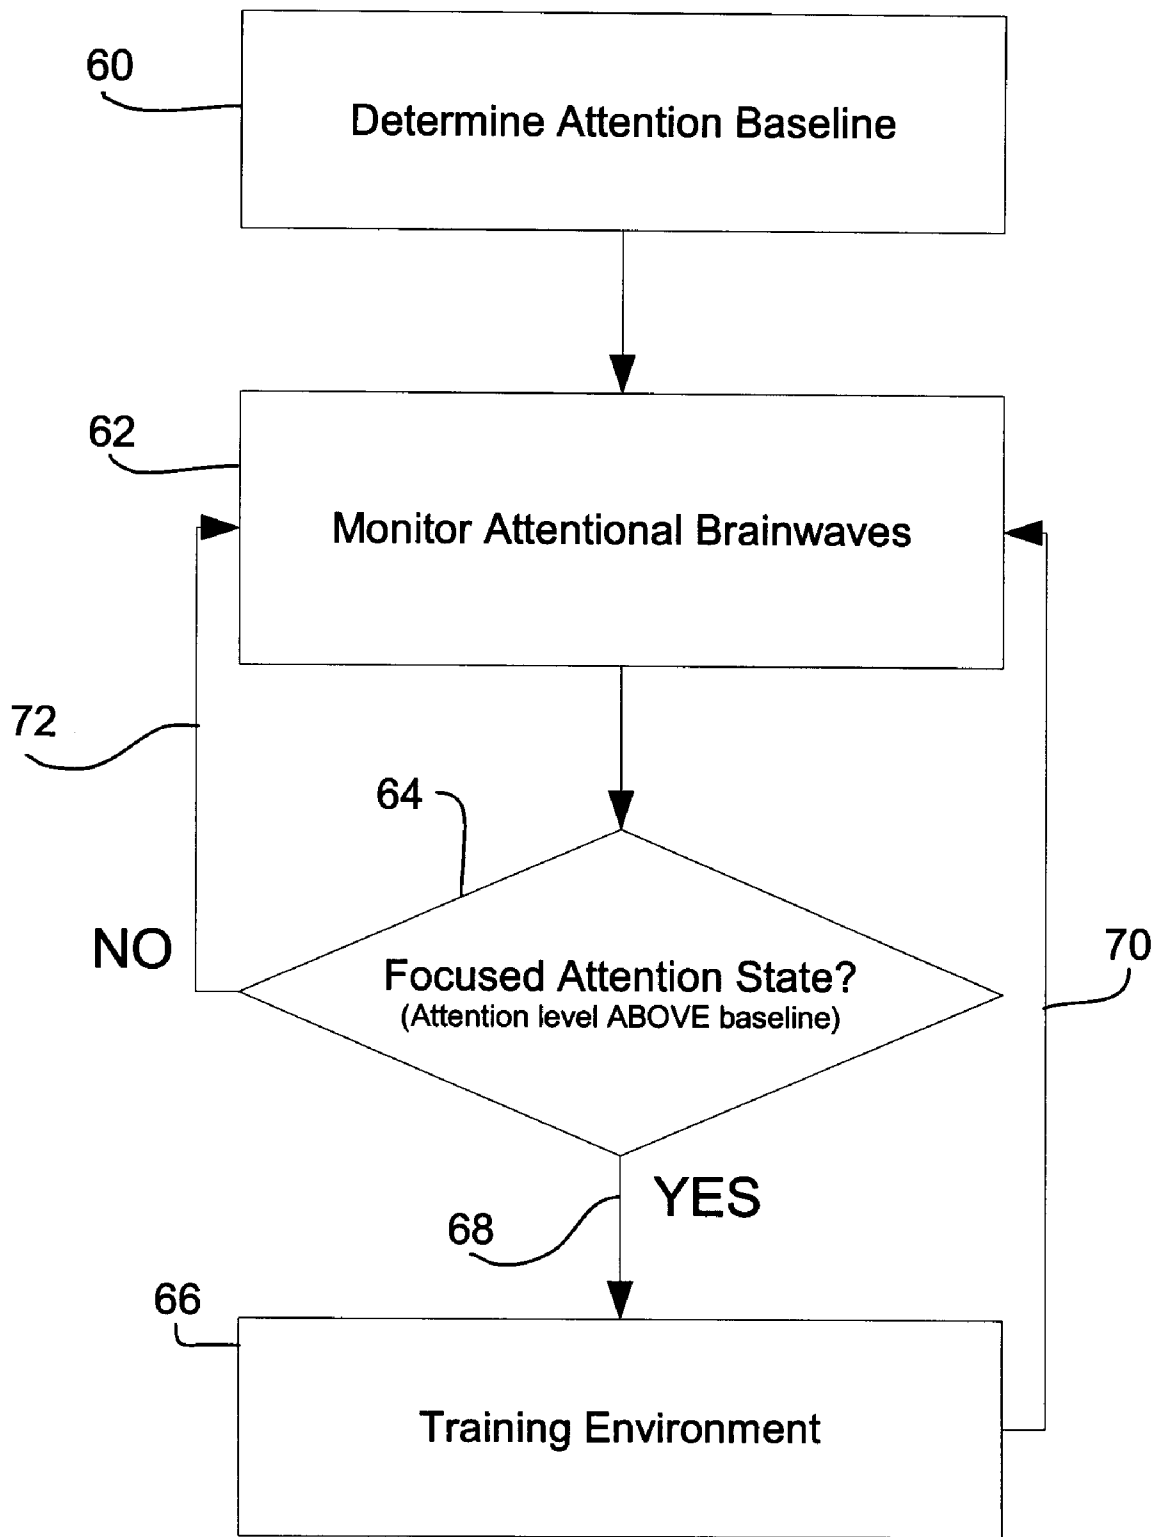 60
Determine Attention Baseline
62
Monitor Attentional Brainwaves
72
64
NO
Focused Attention State?
(Attention level ABOVE baseline)
70
YES
68
66
Training Environment